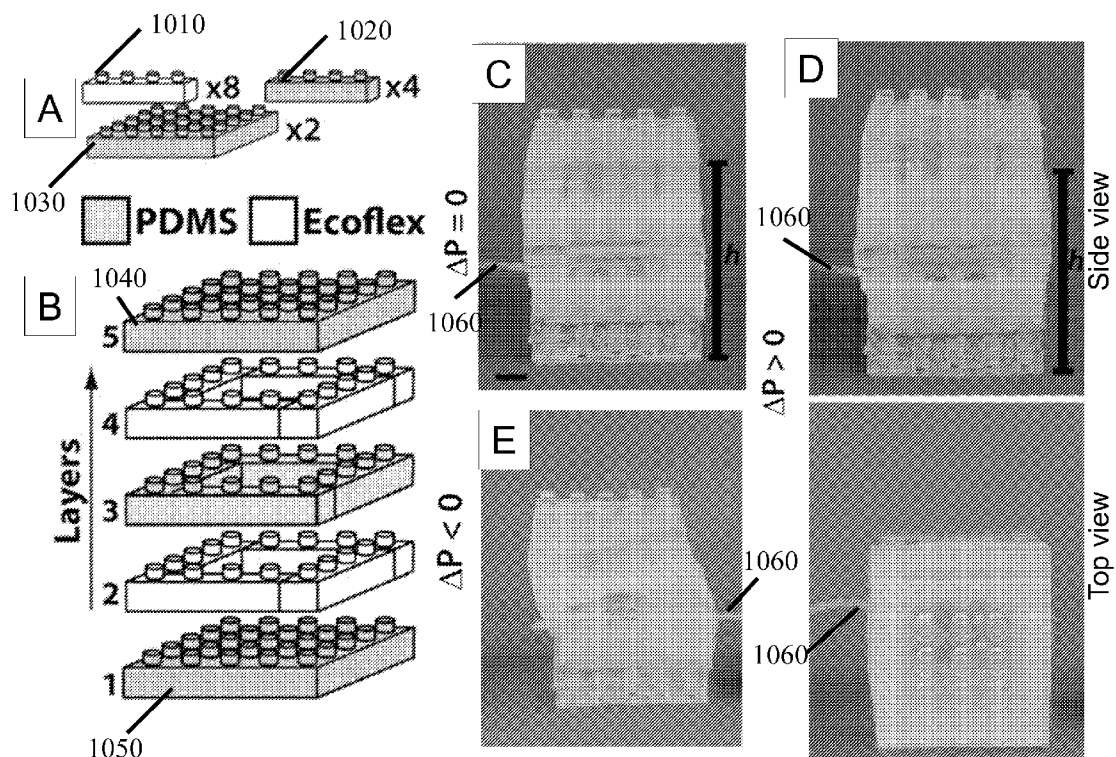 A
1010
x8
1020
x4
x2
1030
PDMS
Ecoflex
B
1040
5
4
3
2
1
Layers
1050
C
ΔP = 0
1060
h
D
ΔP > 0
1060
h
Side view
E
ΔP < 0
1060
1060
Top view